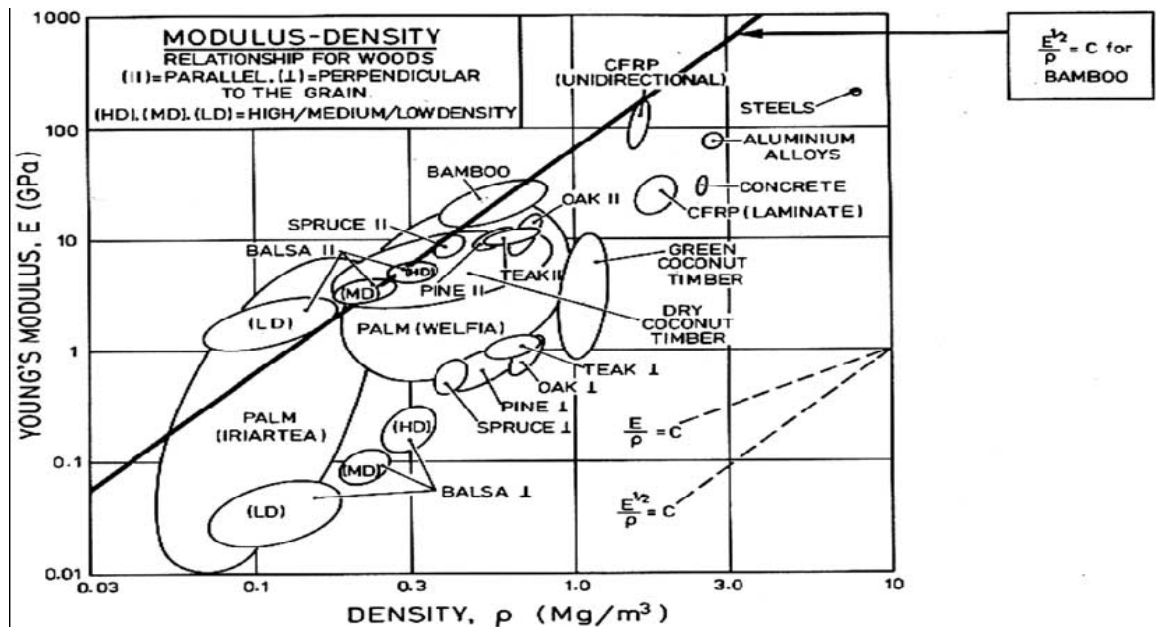 MODULUS-DENSITY
RELATIONSHIP FOR WOODS
(II)=PARALLEL.(⊥)=PERPENDICULAR
TO THE GRAIN.
(HD).(MD).(LD)=HIGH/MEDIUM/LOWDENSITY
E^½/ρ = C for
BAMBOO
CFRP
(UNIDIRECTIONAL)
STEELS
ALUMINIUM
ALLOYS
CONCRETE
CFRP (LAMINATE)
BAMBOO
OAK II
SPRUCE II
BALSA II
(HD)
(MD)
(LD)
PINE II
TEAK II
GREEN
COCONUT
TIMBER
DRY
COCONUT
TIMBER
PALM (WELFIA)
TEAK ⊥
OAK ⊥
PINE ⊥
SPRUCE ⊥
PALM
(IRIARTEA)
(HD)
(MD)
(LD)
BALSA ⊥
E/ρ = C
E^½/ρ = C
YOUNG'S MODULUS, E (GPa)
1000
100
10
1
0.1
0.01
0.03
0.1
0.3
1.0
3.0
10
DENSITY, ρ (Mg/m³)